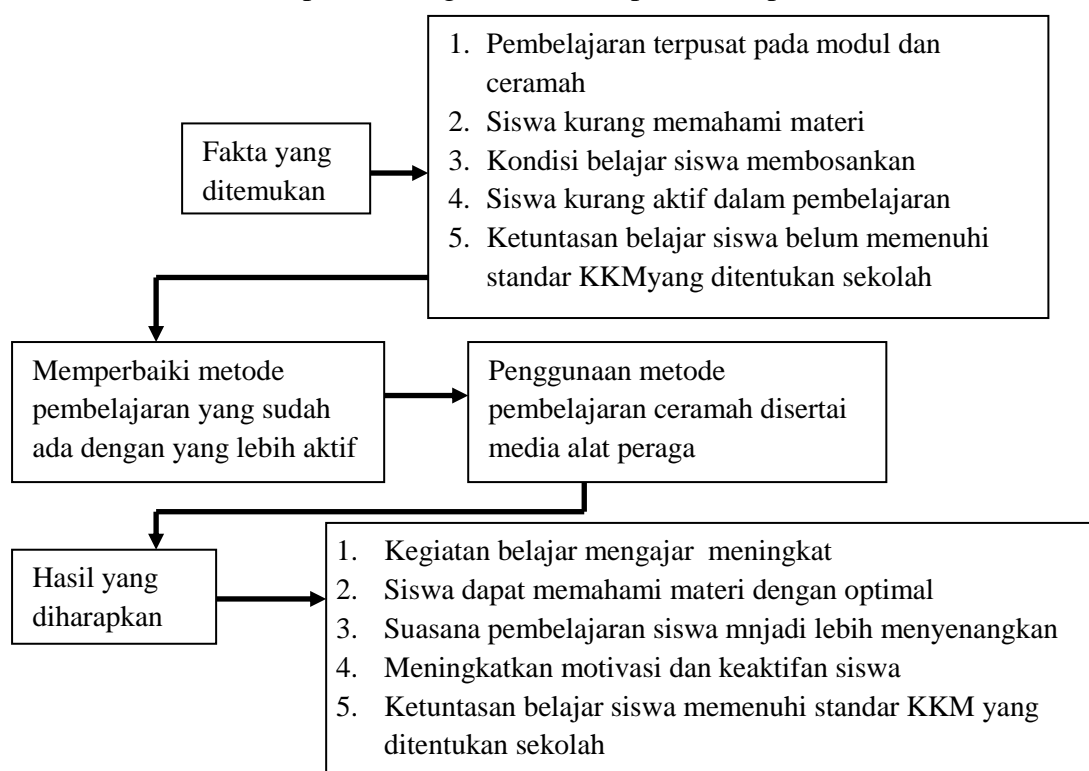 Fakta yang
ditemukan
1. Pembelajaran terpusat pada modul dan
ceramah
2. Siswa kurang memahami materi
3. Kondisi belajar siswa membosankan
4. Siswa kurang aktif dalam pembelajaran
5. Ketuntasan belajar siswa belum memenuhi
standar KKMyang ditentukan sekolah
Memperbaiki metode
pembelajaran yang sudah
ada dengan yang lebih aktif
Penggunaan metode
pembelajaran ceramah disertai
media alat peraga
Hasil yang
diharapkan
1. Kegiatan belajar mengajar meningkat
2. Siswa dapat memahami materi dengan optimal
3. Suasana pembelajaran siswa mnjadi lebih menyenangkan
4. Meningkatkan motivasi dan keaktifan siswa
5. Ketuntasan belajar siswa memenuhi standar KKM yang
ditentukan sekolah